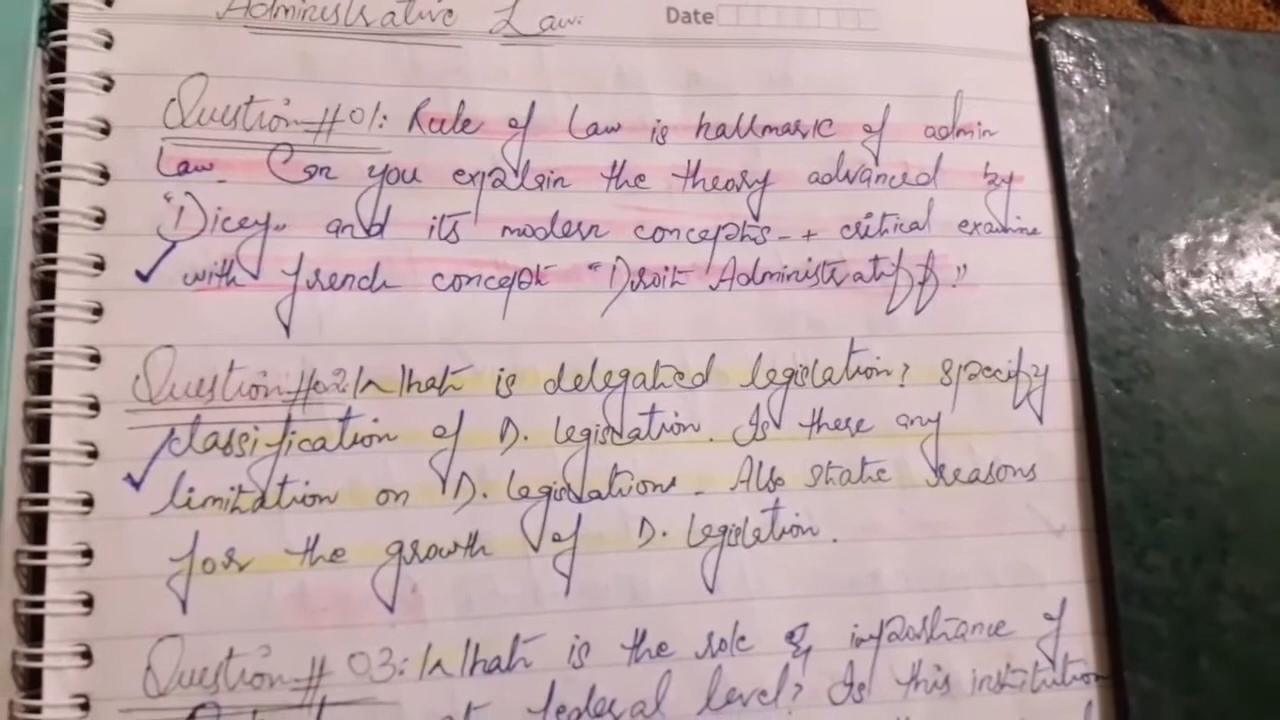 Administrative Law.
Date
Question#01: Rule of Law is hallmark of admin
Law. Can you explain the theory advanced by
"Dicey" and its modern concepts - + critical examine
with french concept "Droit Administratiff"
Question#02: What is delegated legislation? Specify
classification of D. legislation. Is there any
limitation on D. legislations. Also state reasons
for the growth of D. Legislation.
Question # 03: What is the role & importance of
at federal level? Is this institution